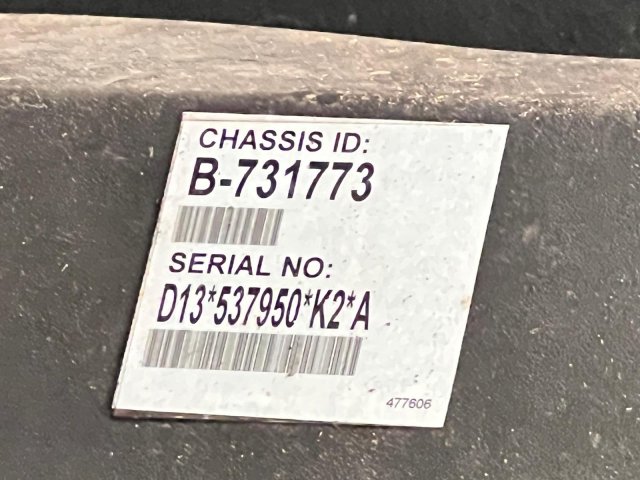 CHASSIS ID:
B-731773
SERIAL NO:
D13*537950*K2*A
477606